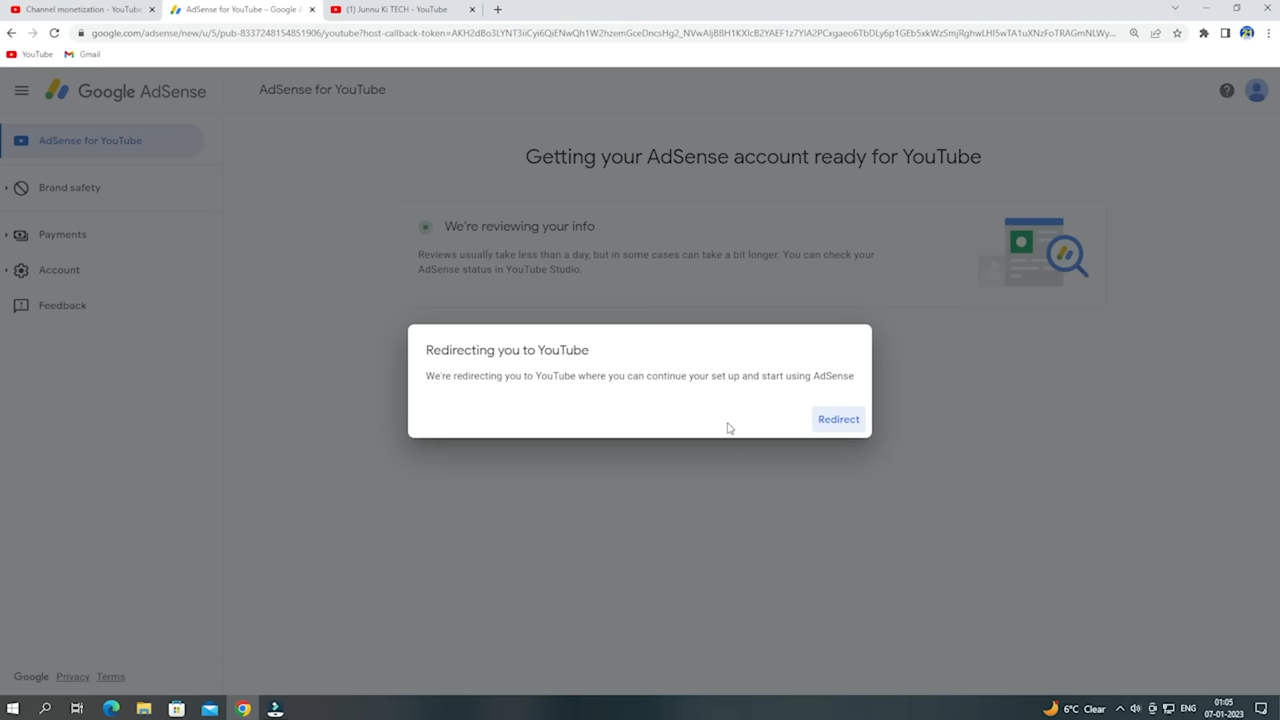 Channel monetization - YouTube
AdSense for YouTube – Google A
(1) Junnu Ki TECH - YouTube
YouTube
Gmail
Google AdSense
AdSense for YouTube
AdSense for YouTube
Brand safety
Payments
Account
Feedback
Getting your AdSense account ready for YouTube
We're reviewing your info
Reviews usually take less than a day, but in some cases can take a bit longer. You can check your
AdSense status in YouTube Studio.
Redirecting you to YouTube
We're redirecting you to YouTube where you can continue your set up and start using AdSense
Redirect
Google Privacy Terms
6°C Clear
ENG
01:05
07-01-2023